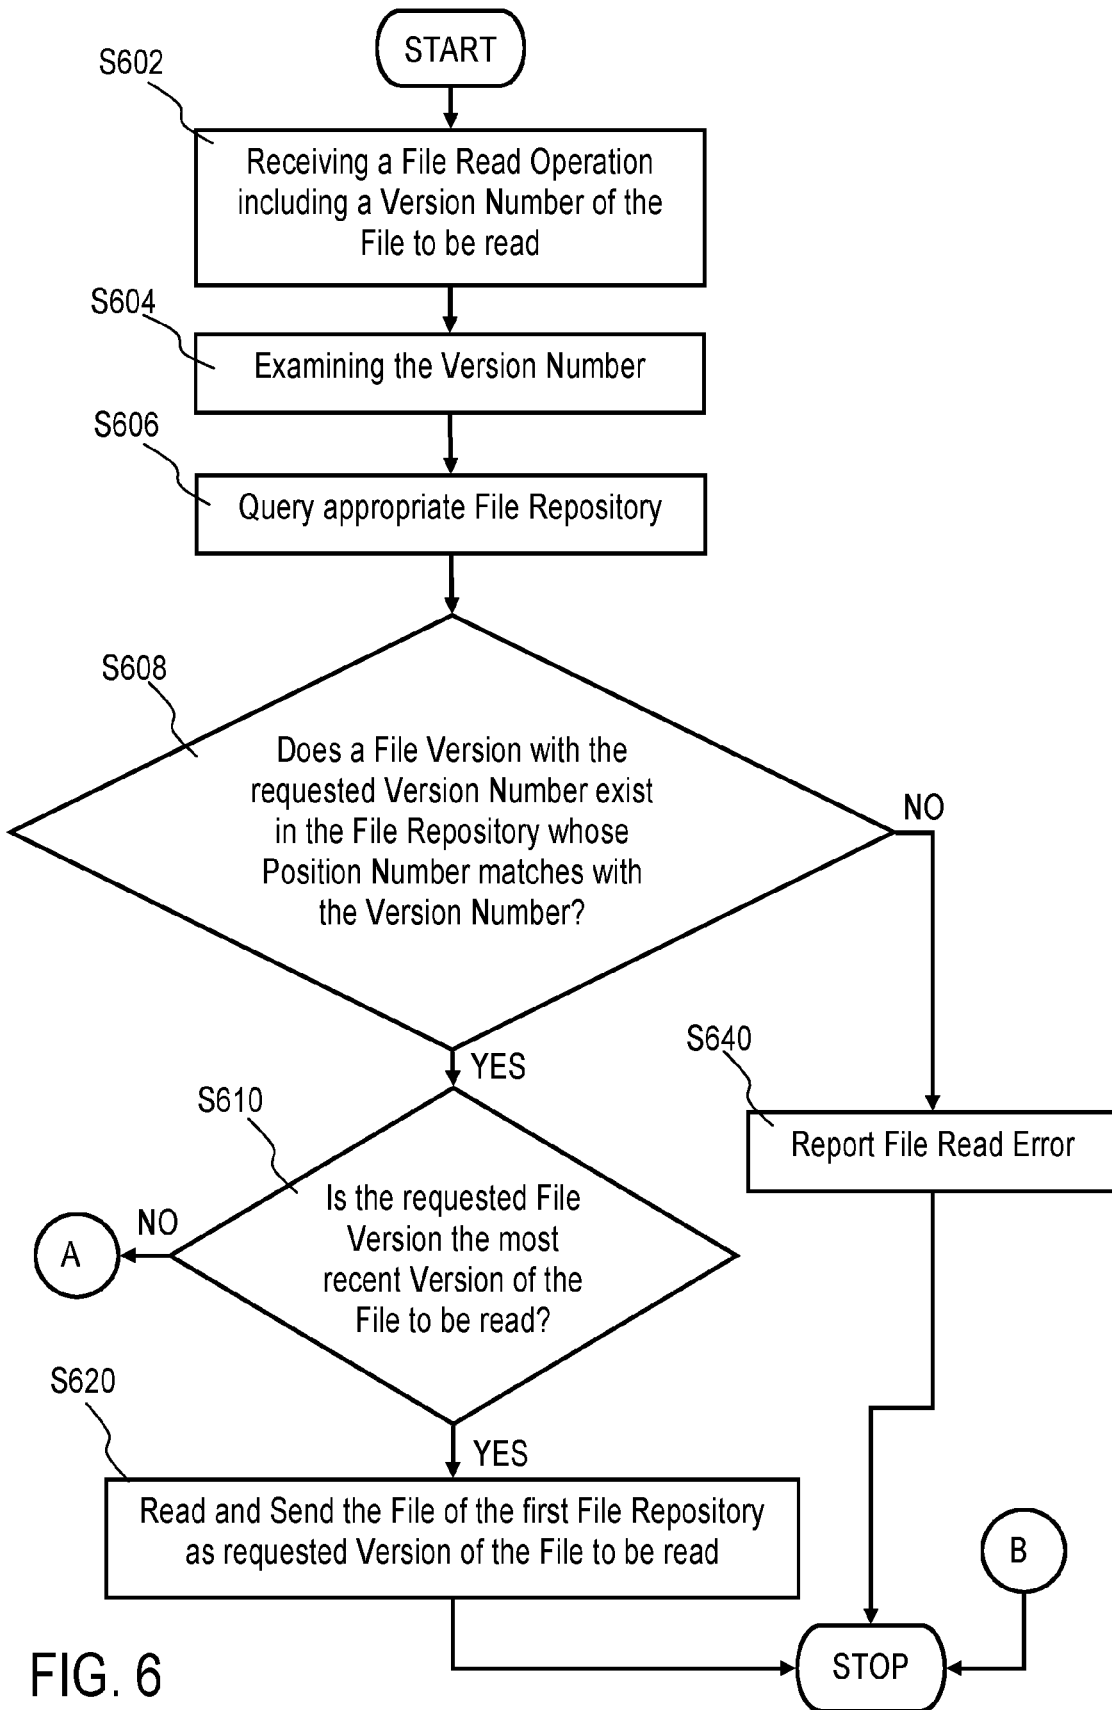 START
S602
Receiving a File Read Operation
including a Version Number of the
File to be read
S604
Examining the Version Number
S606
Query appropriate File Repository
S608
Does a File Version with the
requested Version Number exist
in the File Repository whose
Position Number matches with
the Version Number?
NO
YES
S640
Report File Read Error
S610
Is the requested File
Version the most
recent Version of the
File to be read?
NO
A
YES
S620
Read and Send the File of the first File Repository
as requested Version of the File to be read
B
STOP
FIG. 6